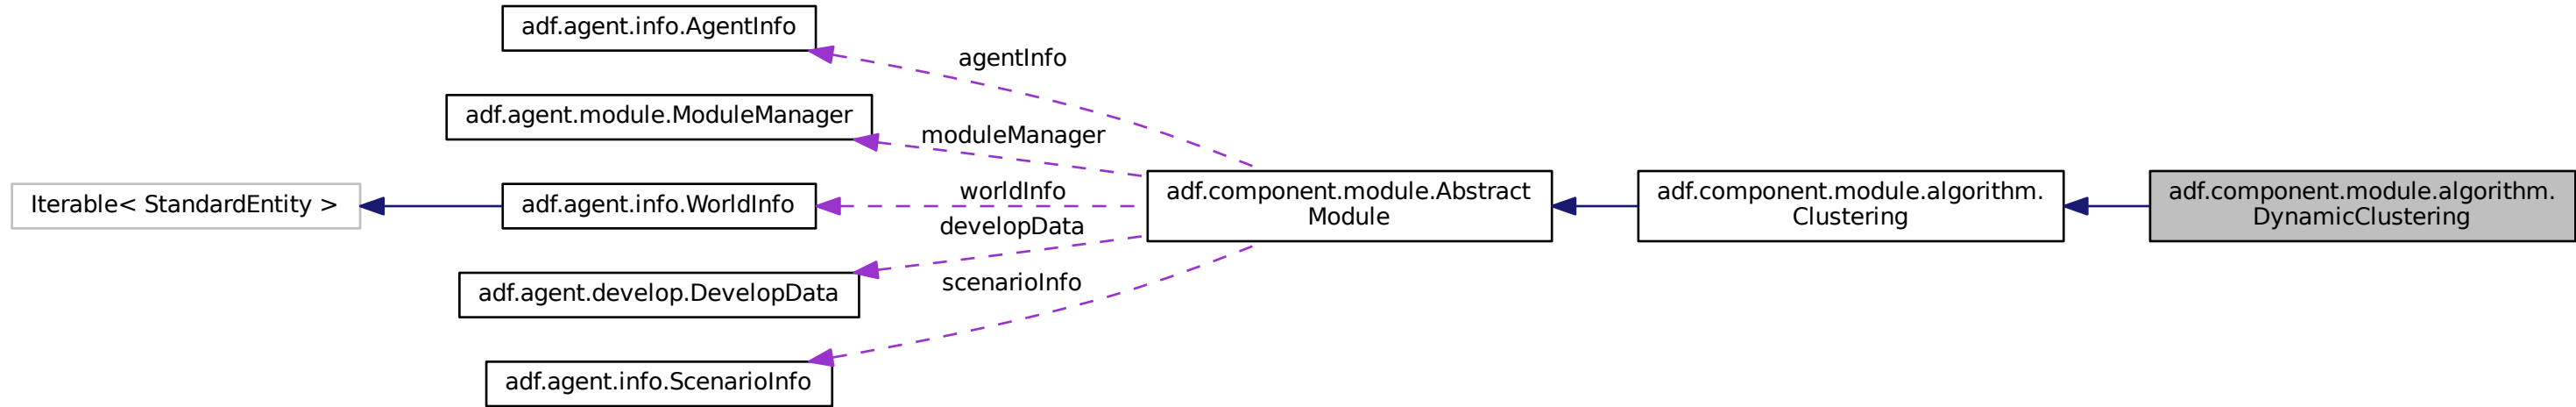 adf.agent.info.AgentInfo
agentInfo
adf.agent.module.ModuleManager
moduleManager
Iterable< StandardEntity >
adf.agent.info.WorldInfo
worldInfo
adf.component.module.Abstract
Module
adf.component.module.algorithm.
Clustering
adf.component.module.algorithm.
DynamicClustering
developData
adf.agent.develop.DevelopData
scenarioInfo
adf.agent.info.ScenarioInfo